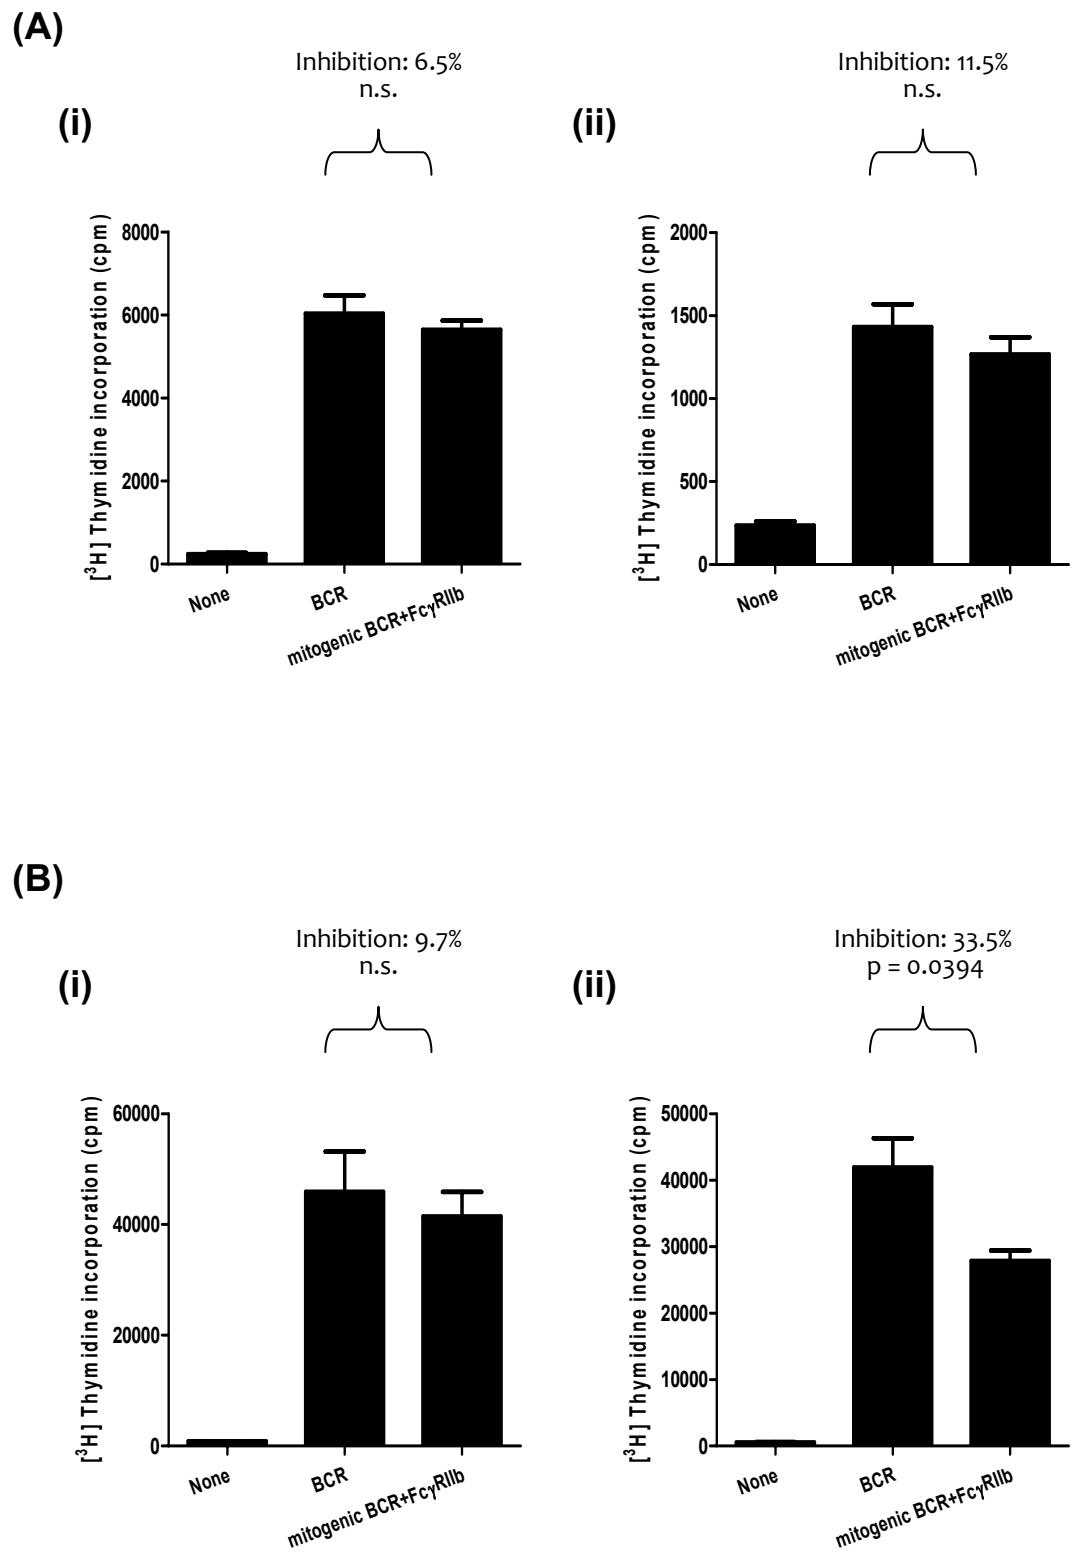 (A)
Inhibition: 6.5%
n.s.
(i)
[³H] Thymidine incorporation (cpm)
8000
6000
4000
2000
0
None
BCR
mitogenic BCR+FcγRIIb
Inhibition: 11.5%
n.s.
(ii)
[³H] Thymidine incorporation (cpm)
2000
1500
1000
500
0
None
BCR
mitogenic BCR+FcγRIIb
(B)
Inhibition: 9.7%
n.s.
(i)
[³H] Thymidine incorporation (cpm)
60000
40000
20000
0
None
BCR
mitogenic BCR+FcγRIIb
Inhibition: 33.5%
p = 0.0394
(ii)
[³H] Thymidine incorporation (cpm)
50000
40000
30000
20000
10000
0
None
BCR
mitogenic BCR+FcγRIIb